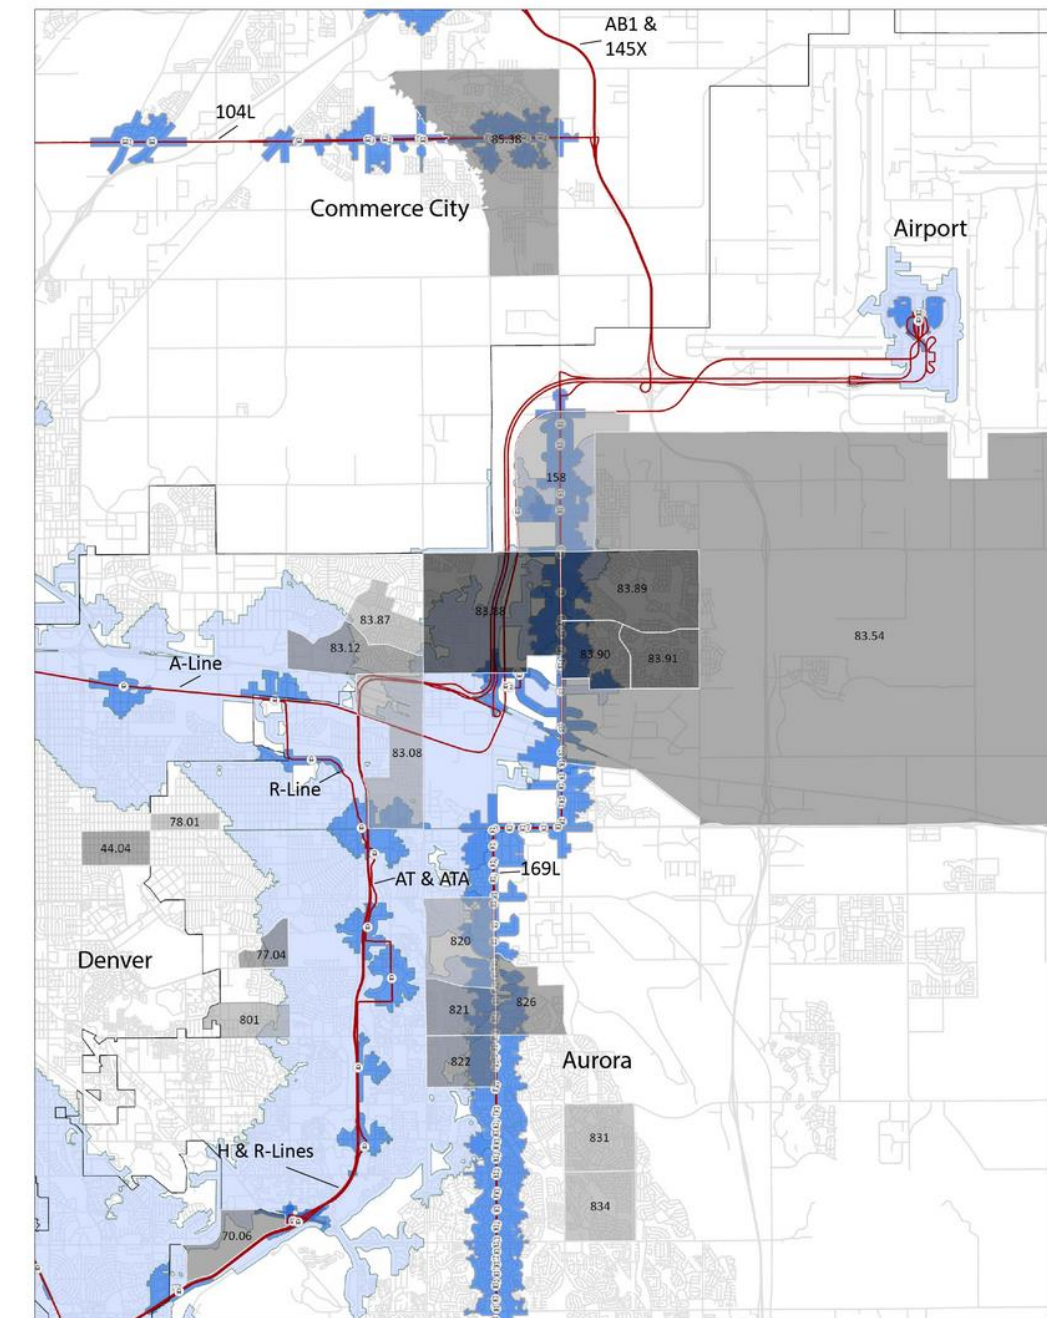 AB1 &
145X
104L
85.38
Commerce City
Airport
158
83.88
83.89
83.87
83.12
83.90
83.91
83.54
A-Line
83.08
R-Line
78.01
44.04
AT & ATA
169L
820
77.04
Denver
821
826
801
822
Aurora
831
H & R-Lines
834
70.06